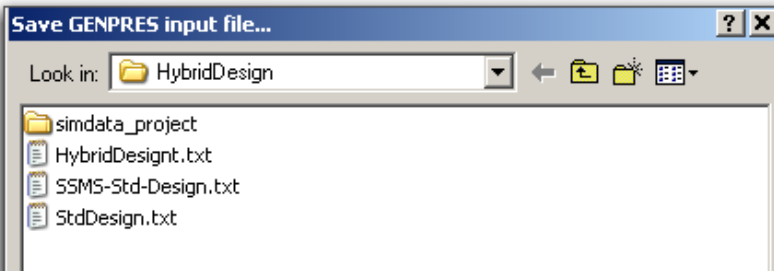 Save GENPRES input file...
Look in: HybridDesign
simdata_project
HybridDesignt.txt
SSMS-Std-Design.txt
StdDesign.txt